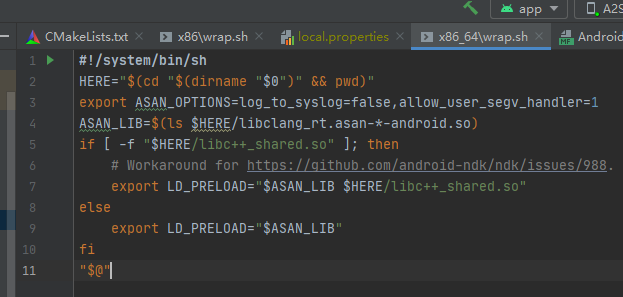 app
A2S
CMakeLists.txt
x86\wrap.sh
local.properties
x86_64\wrap.sh
Android
1 #!/system/bin/sh
2 HERE="$(cd "$(dirname "$0")" && pwd)"
3 export ASAN_OPTIONS=log_to_syslog=false,allow_user_segv_handler=1
4 ASAN_LIB=$(ls $HERE/libclang_rt.asan-*-android.so)
5 if [ -f "$HERE/libc++_shared.so" ]; then
6 # Workaround for https://github.com/android-ndk/ndk/issues/988.
7 export LD_PRELOAD="$ASAN_LIB $HERE/libc++_shared.so"
8 else
9 export LD_PRELOAD="$ASAN_LIB"
10 fi
11 "$@"